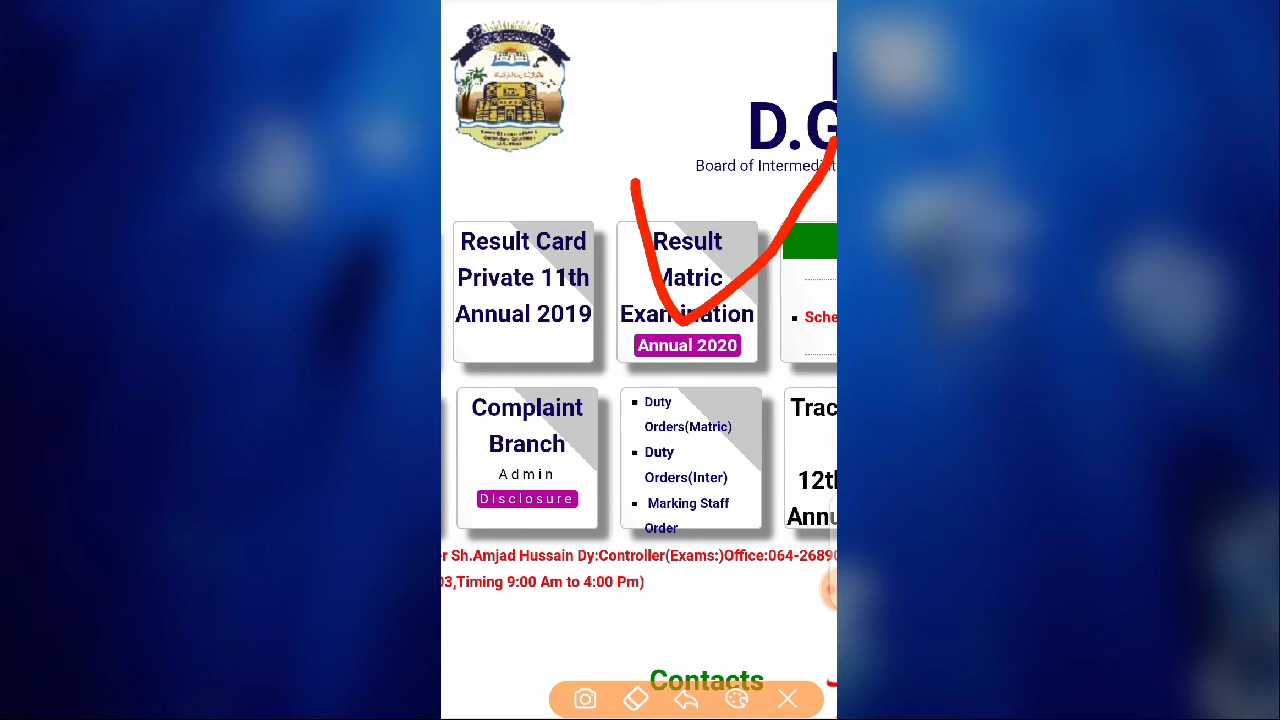 D.G
Board of Intermediat
Result Card
Private 11th
Annual 2019
Result
Matric
Examination
Annual 2020
Sche
Complaint
Branch
Admin
Disclosure
Duty
Orders(Matric)
Duty
Orders(Inter)
Marking Staff
Order
Trac
12th
Annu
r Sh.Amjad Hussain Dy:Controller(Exams:)Office:064-26890
03,Timing 9:00 Am to 4:00 Pm)
Contacts